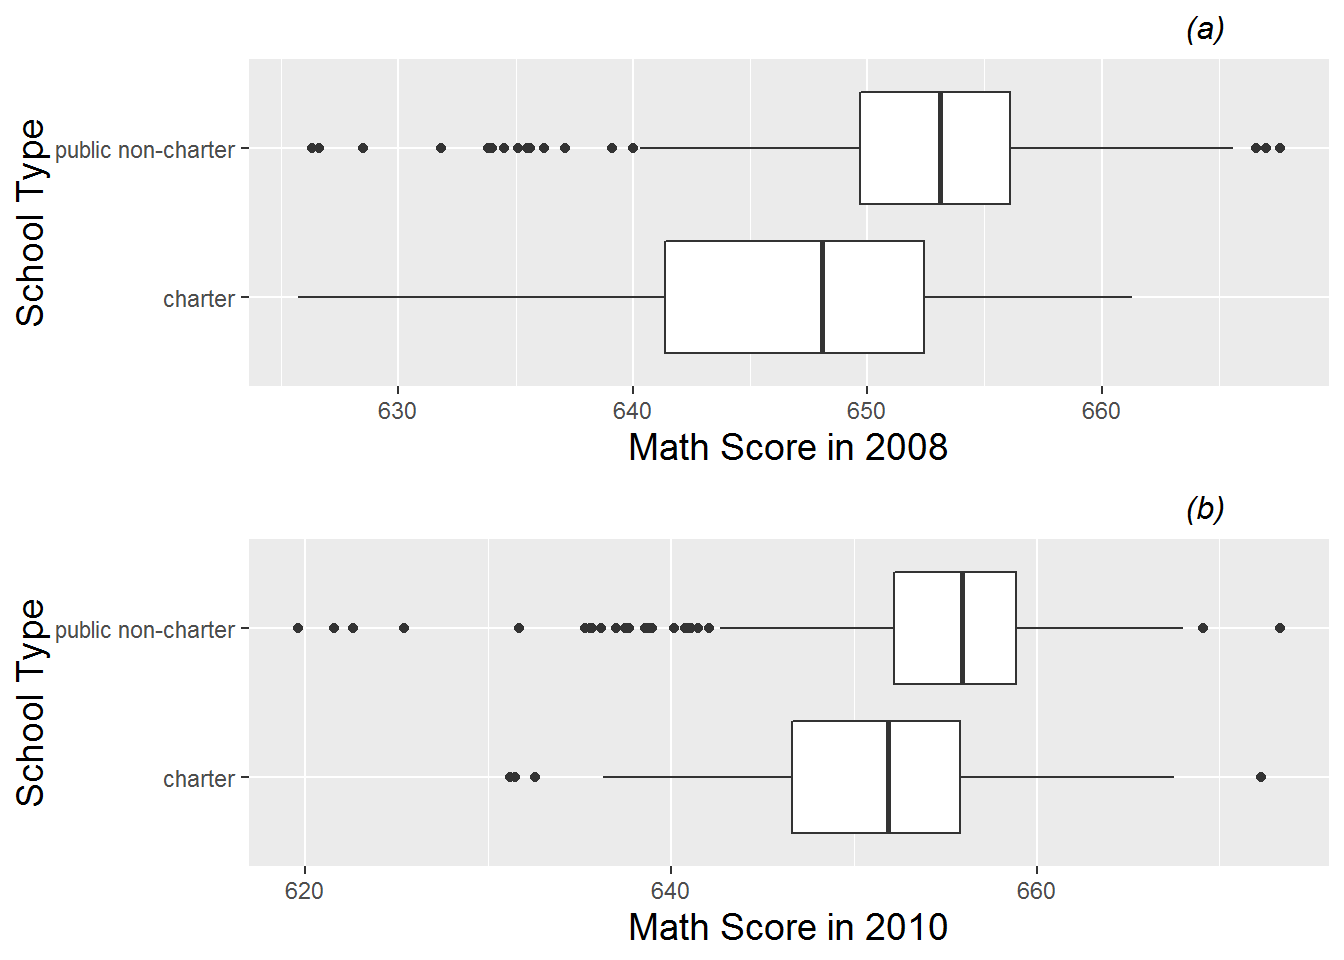 (a)
School Type
public non-charter
charter
630 640 650 660
Math Score in 2008
(b)
School Type
public non-charter
charter
620 640 660
Math Score in 2010